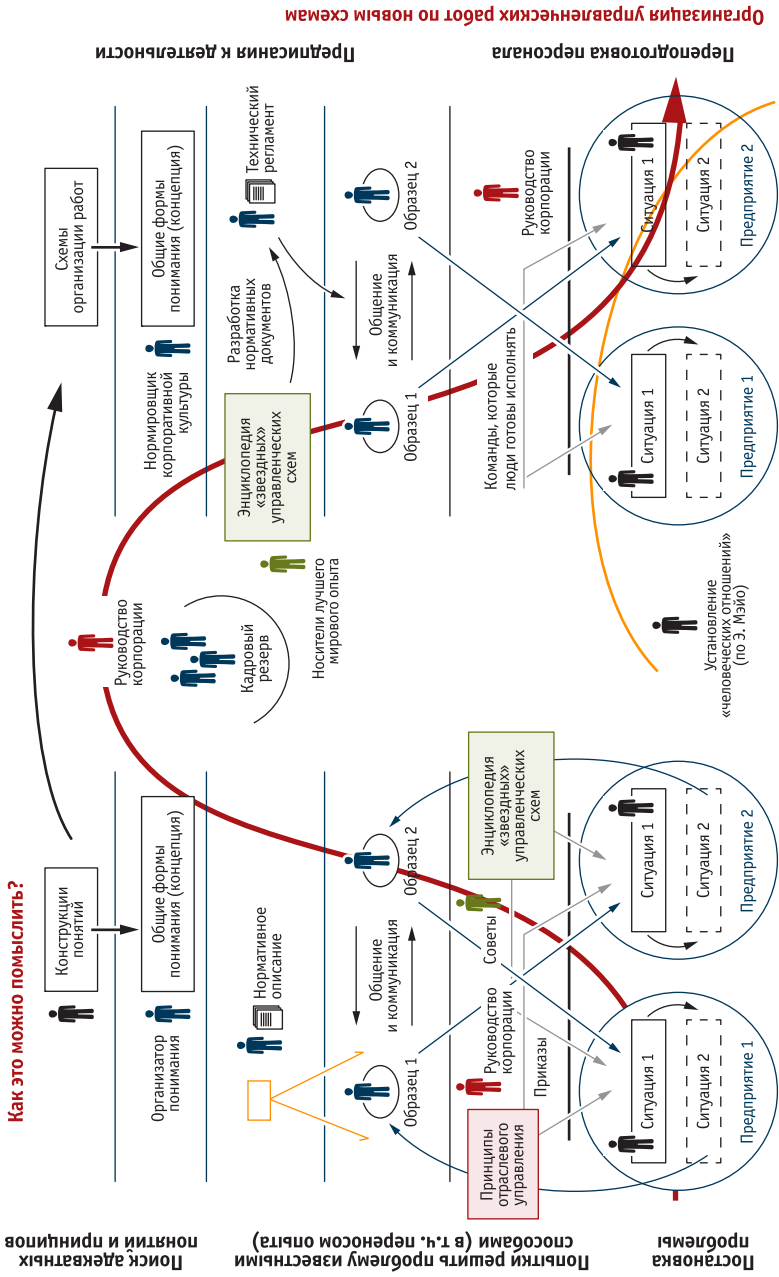 Как это можно помыслить?
Поиск адекватных
понятий и принципов
Попытки решить проблему известными
способами (в т.ч. переносом опыта)
Постановка
проблемы
Конструкции
понятий
Общие формы
понимания (концепция)
Организатор
понимания
Нормативное
описание
Образец 1
Общение
и коммуникация
Образец 2
Принципы
отраслевого
управления
Руководство
корпорации
Приказы
Советы
Энциклопедия
«звездных»
управленческих
схем
Ситуация 1
Ситуация 2
Предприятие 1
Ситуация 1
Ситуация 2
Предприятие 2
Руководство
корпорации
Кадровый
резерв
Носители лучшего
мирового опыта
Установление
«человеческих отношений»
(по Э. Мэйо)
Схемы
организации работ
Общие формы
понимания (концепция)
Нормировщик
корпоративной
культуры
Энциклопедия
«звездных»
управленческих
схем
Разработка
нормативных
документов
Технический
регламент
Образец 1
Общение
и коммуникация
Образец 2
Команды, которые
люди готовы исполнять
Руководство
корпорации
Ситуация 1
Ситуация 2
Предприятие 1
Ситуация 1
Ситуация 2
Предприятие 2
Предписания к деятельности
Переподготовка персонала
Организация управленческих работ по новым схемам